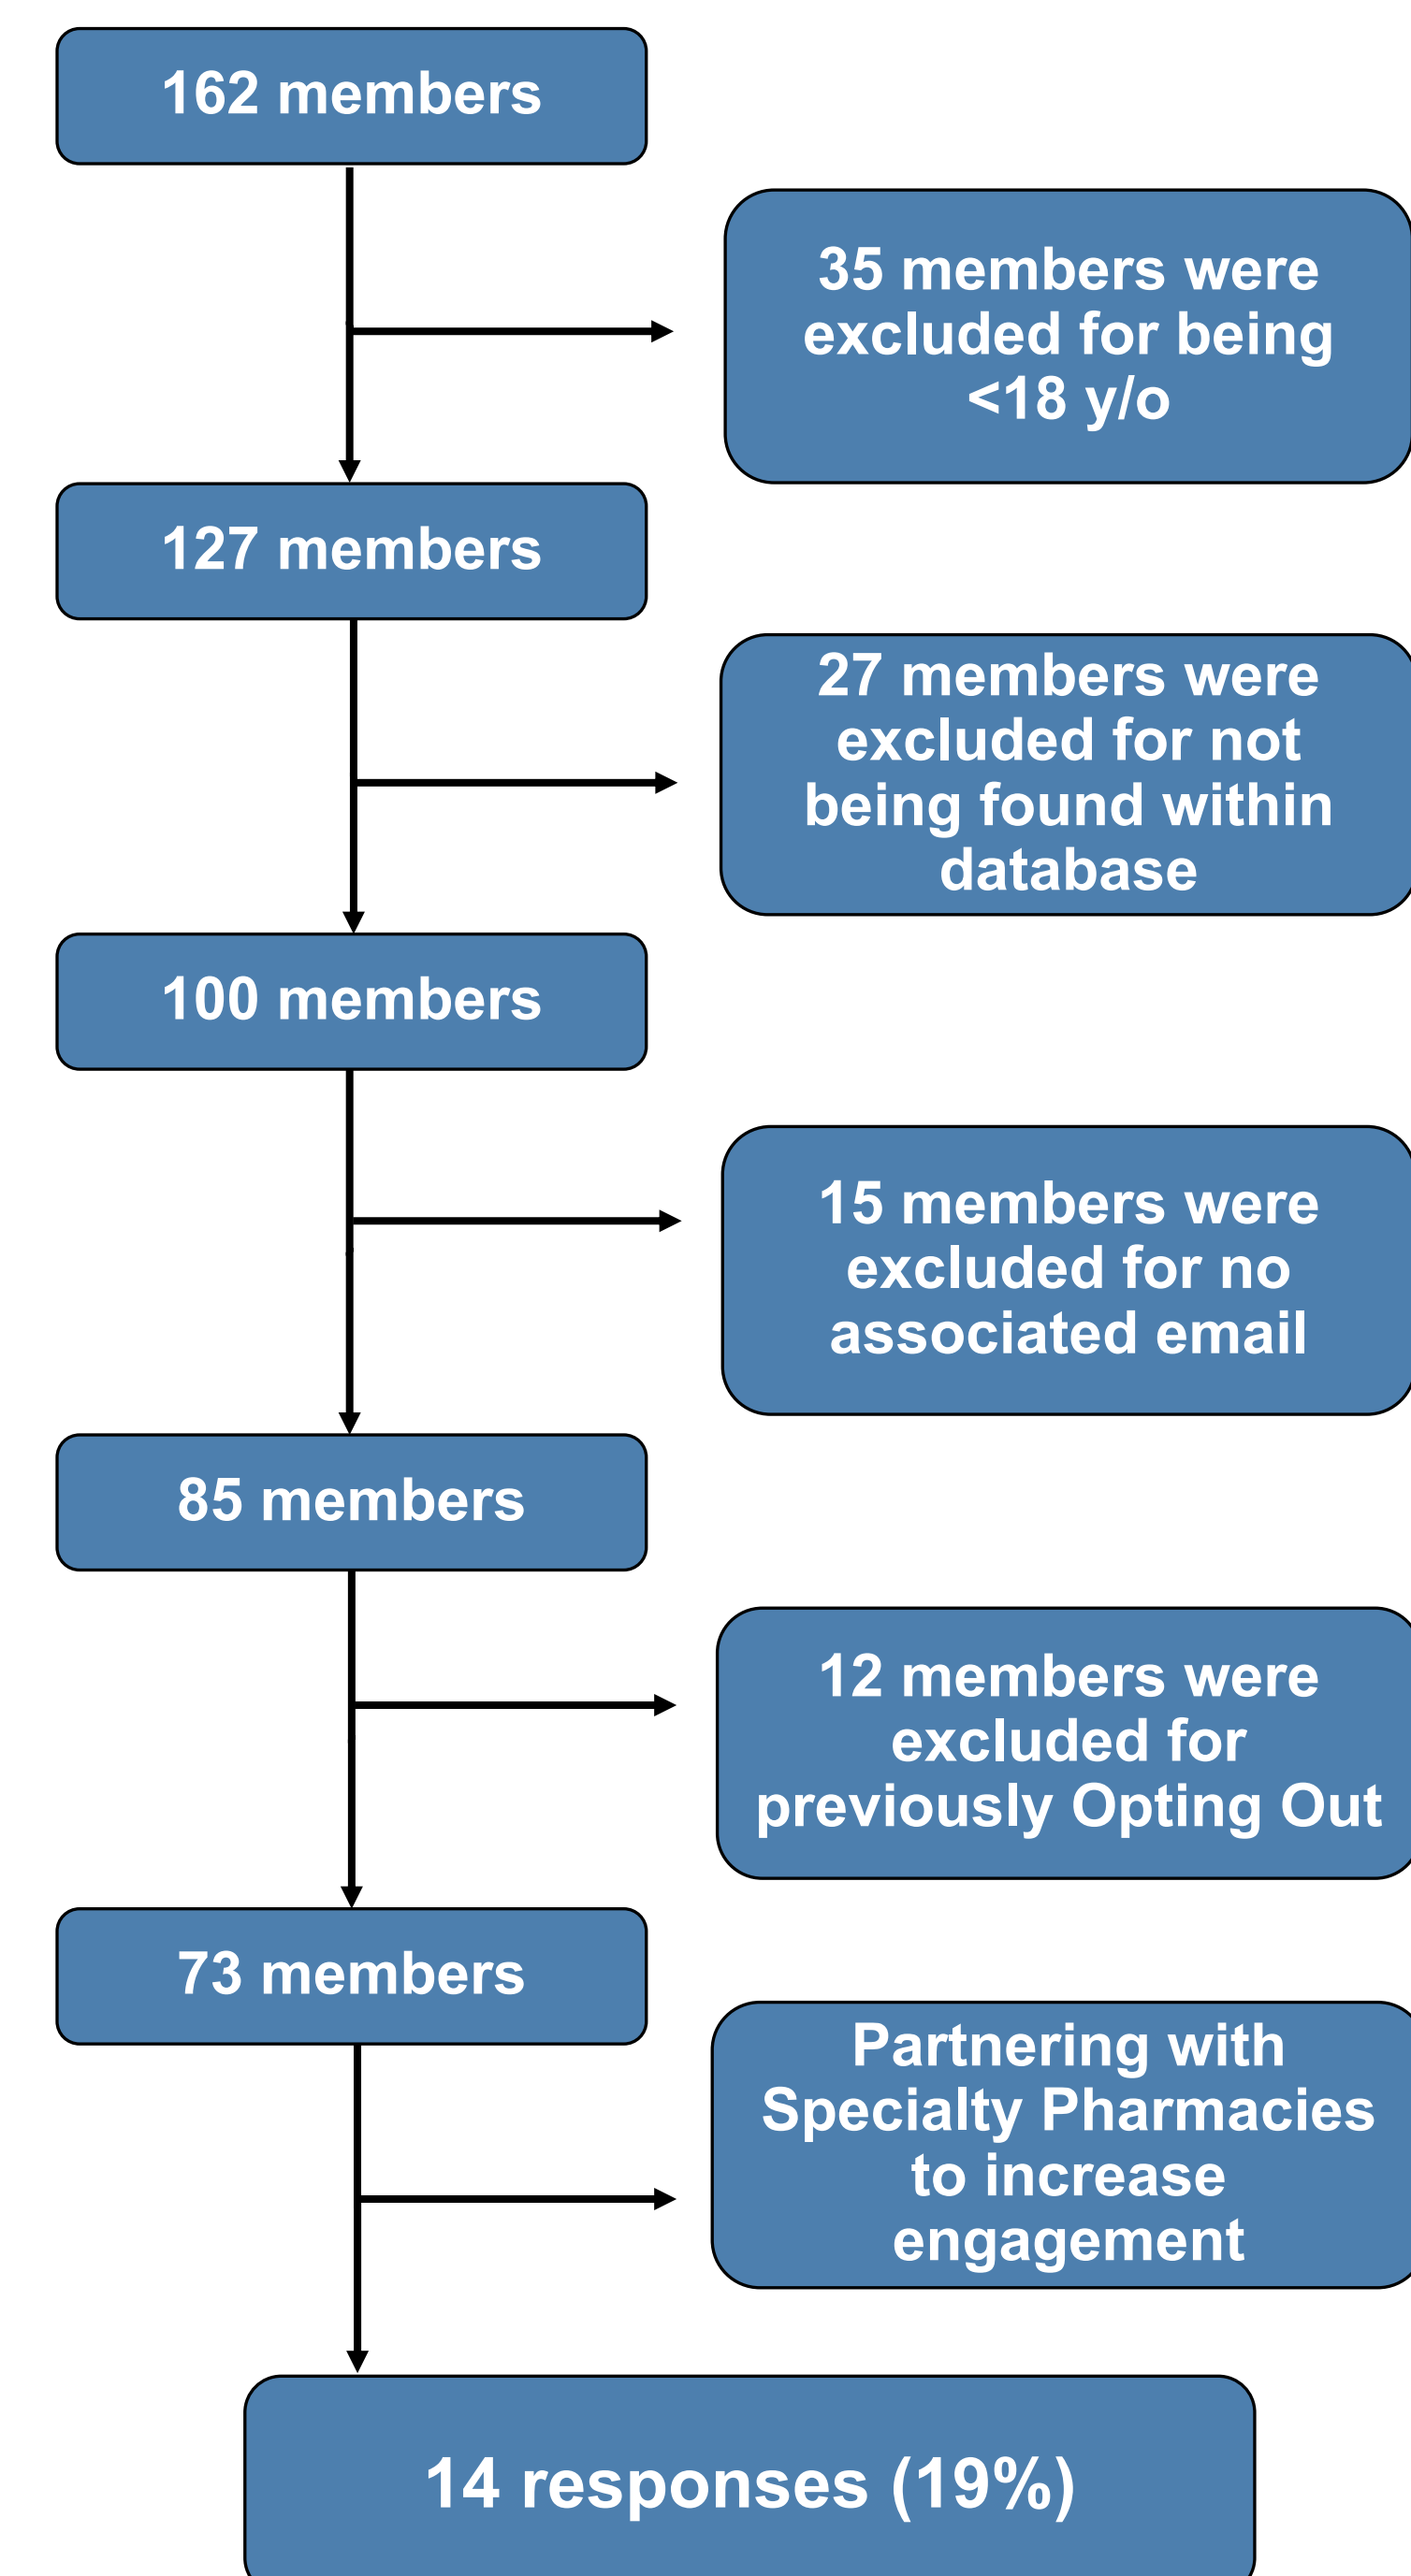 162 members
35 members were
excluded for being
<18 y/o
127 members
27 members were
excluded for not
being found within
database
100 members
15 members were
excluded for no
associated email
85 members
12 members were
excluded for
previously Opting Out
73 members
Partnering with
Specialty Pharmacies
to increase
engagement
14 responses (19%)